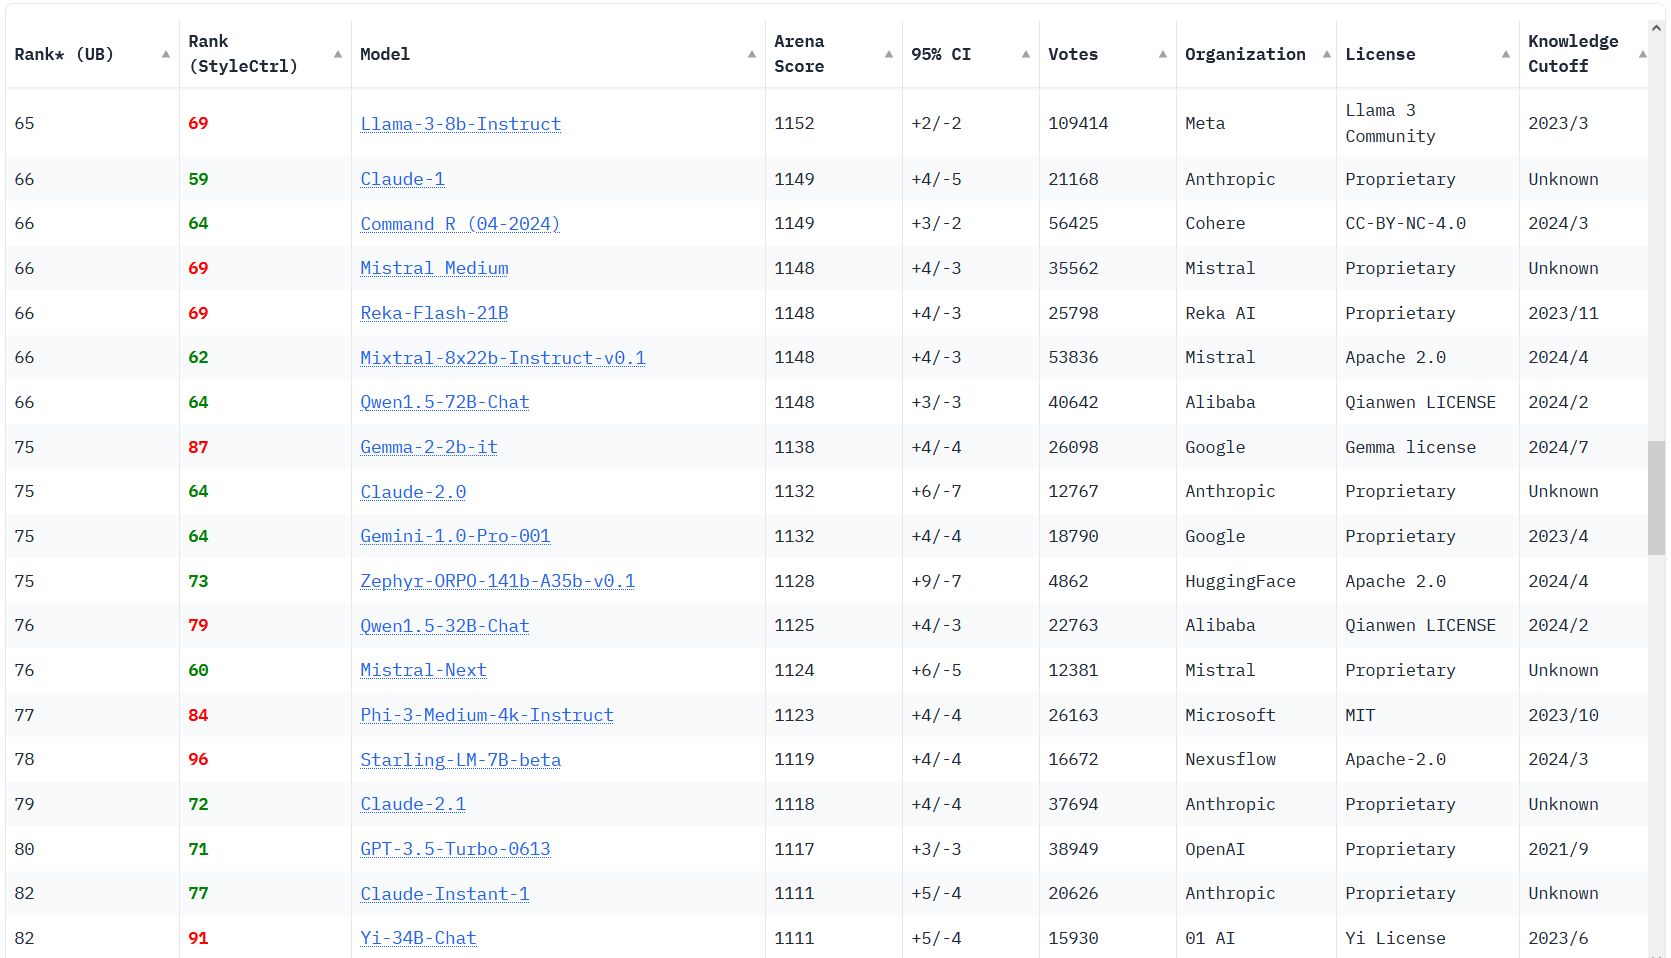 Rank* (UB) Rank (StyleCtrl) Model Arena Score 95% CI Votes Organization License Knowledge Cutoff
65 69 Llama-3-8b-Instruct 1152 +2/-2 109414 Meta Llama 3 Community 2023/3
66 59 Claude-1 1149 +4/-5 21168 Anthropic Proprietary Unknown
66 64 Command R (04-2024) 1149 +3/-2 56425 Cohere CC-BY-NC-4.0 2024/3
66 69 Mistral Medium 1148 +4/-3 35562 Mistral Proprietary Unknown
66 69 Reka-Flash-21B 1148 +4/-3 25798 Reka AI Proprietary 2023/11
66 62 Mixtral-8x22b-Instruct-v0.1 1148 +4/-3 53836 Mistral Apache 2.0 2024/4
66 64 Qwen1.5-72B-Chat 1148 +3/-3 40642 Alibaba Qianwen LICENSE 2024/2
75 87 Gemma-2-2b-it 1138 +4/-4 26098 Google Gemma license 2024/7
75 64 Claude-2.0 1132 +6/-7 12767 Anthropic Proprietary Unknown
75 64 Gemini-1.0-Pro-001 1132 +4/-4 18790 Google Proprietary 2023/4
75 73 Zephyr-ORPO-141b-A35b-v0.1 1128 +9/-7 4862 HuggingFace Apache 2.0 2024/4
76 79 Qwen1.5-32B-Chat 1125 +4/-3 22763 Alibaba Qianwen LICENSE 2024/2
76 60 Mistral-Next 1124 +6/-5 12381 Mistral Proprietary Unknown
77 84 Phi-3-Medium-4k-Instruct 1123 +4/-4 26163 Microsoft MIT 2023/10
78 96 Starling-LM-7B-beta 1119 +4/-4 16672 Nexusflow Apache-2.0 2024/3
79 72 Claude-2.1 1118 +4/-4 37694 Anthropic Proprietary Unknown
80 71 GPT-3.5-Turbo-0613 1117 +3/-3 38949 OpenAI Proprietary 2021/9
82 77 Claude-Instant-1 1111 +5/-4 20626 Anthropic Proprietary Unknown
82 91 Yi-34B-Chat 1111 +5/-4 15930 01 AI Yi License 2023/6